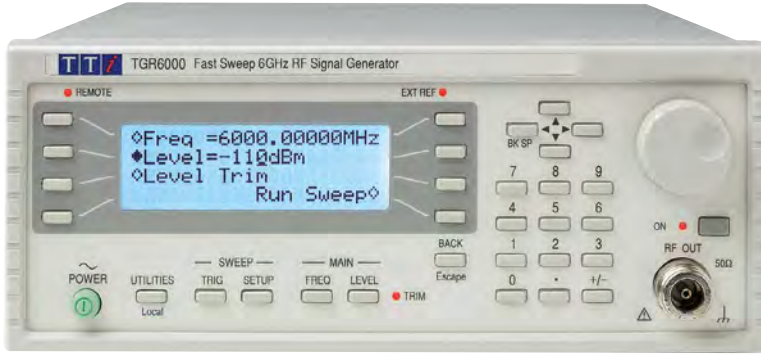 TTi TGR6000 Fast Sweep 6GHz RF Signal Generator
REMOTE
EXT REF
◇Freq =6000.00000MHz
◆Level=-110dBm
◇Level Trim
Run Sweep◇
BK SP
7 8 9
4 5 6
1 2 3
0 . +/-
BACK
Escape
ON
RF OUT
50Ω
POWER
UTILITIES
Local
SWEEP
TRIG SETUP
MAIN
FREQ LEVEL
TRIM